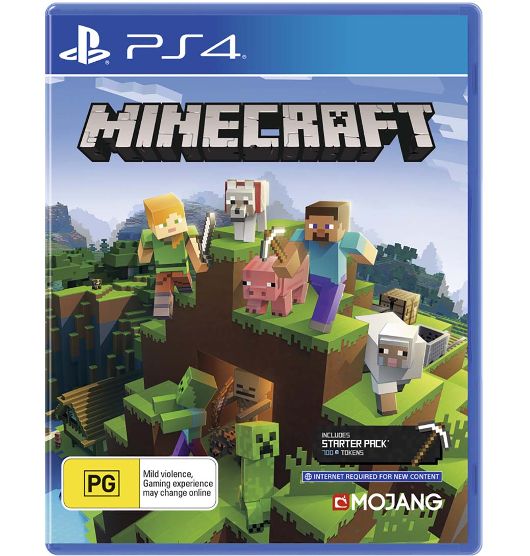 PS4
MINECRAFT
INCLUDES
STARTER PACK*
700 TOKENS
INTERNET REQUIRED FOR NEW CONTENT
PG
Mild violence,
Gaming experience
may change online
MOJANG